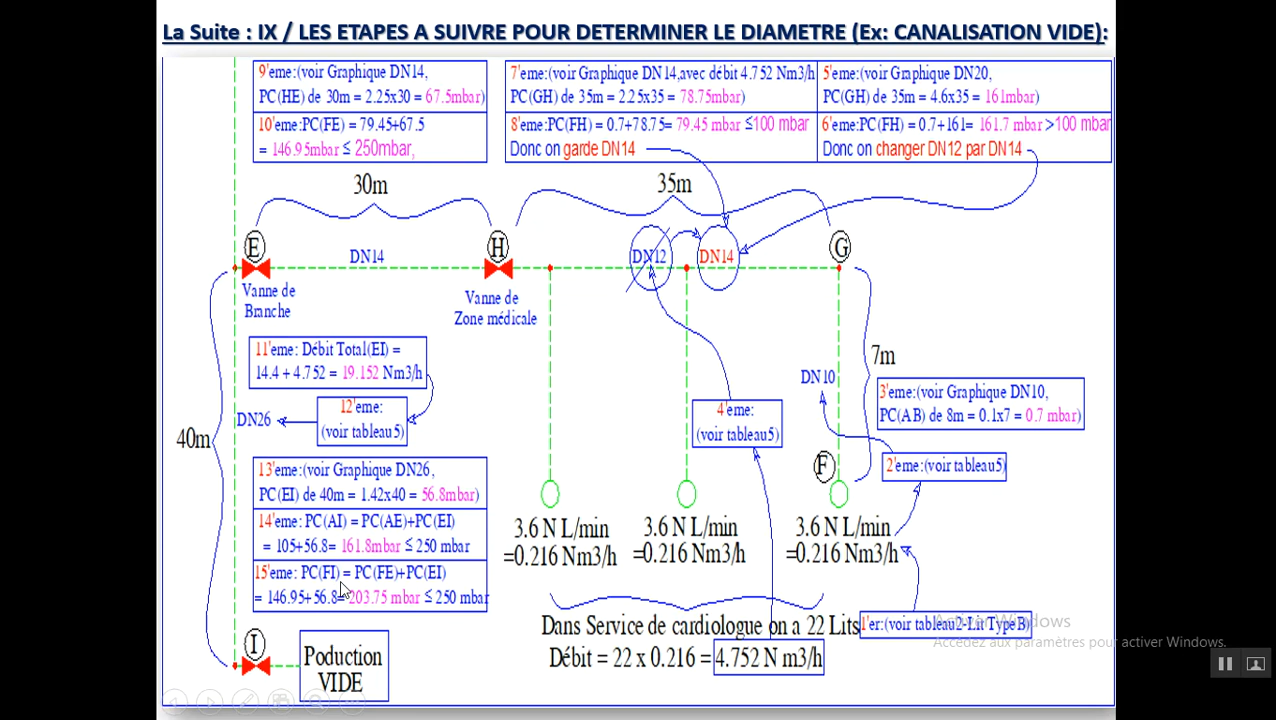 La Suite : IX / LES ETAPES A SUIVRE POUR DETERMINER LE DIAMETRE (Ex: CANALISATION VIDE):
9'eme:(voir Graphique DN14,
PC(HE) de 30m = 2.25x30 = 67.5mbar)
10'eme:PC(FE) = 79.45+67.5
= 146.95mbar ≤ 250mbar,
7'eme:(voir Graphique DN14,avec débit 4.752 Nm3/h
PC(GH) de 35m = 2.25x35 = 78.75mbar)
8'eme:PC(FH) = 0.7+78.75= 79.45 mbar ≤100 mbar
Donc on garde DN14
5'eme:(voir Graphique DN20,
PC(GH) de 35m = 4.6x35 = 161mbar)
6'eme:PC(FH) = 0.7+161= 161.7 mbar >100 mbar
Donc on changer DN12 par DN14
30m
35m
E
H
G
DN14
DN12
DN14
Vanne de
Branche
Vanne de
Zone médicale
11'eme: Débit Total(EI) =
14.4 + 4.752 = 19.152 Nm3/h
12'eme:
(voir tableau5)
DN26
40m
13'eme:(voir Graphique DN26,
PC(EI) de 40m = 1.42x40 = 56.8mbar)
14'eme: PC(AI) = PC(AE)+PC(EI)
= 105+56.8= 161.8mbar ≤ 250 mbar
15'eme: PC(FI) = PC(FE)+PC(EI)
= 146.95+56.8= 203.75 mbar ≤ 250 mbar
I
Poduction
VIDE
7m
DN10
3'eme:(voir Graphique DN10,
PC(AB) de 8m = 0.1x7 = 0.7 mbar)
4'eme:
(voir tableau5)
2'eme:(voir tableau5)
F
3.6 N L/min
=0.216 Nm3/h
3.6 N L/min
=0.216 Nm3/h
3.6 N L/min
=0.216 Nm3/h
Dans Service de cardiologue on a 22 Lits
Débit = 22 x 0.216 = 4.752 N m3/h
1'er:(voir tableau2-Lit Type B)
Activer Windows
Accédez aux paramètres pour activer Windows.